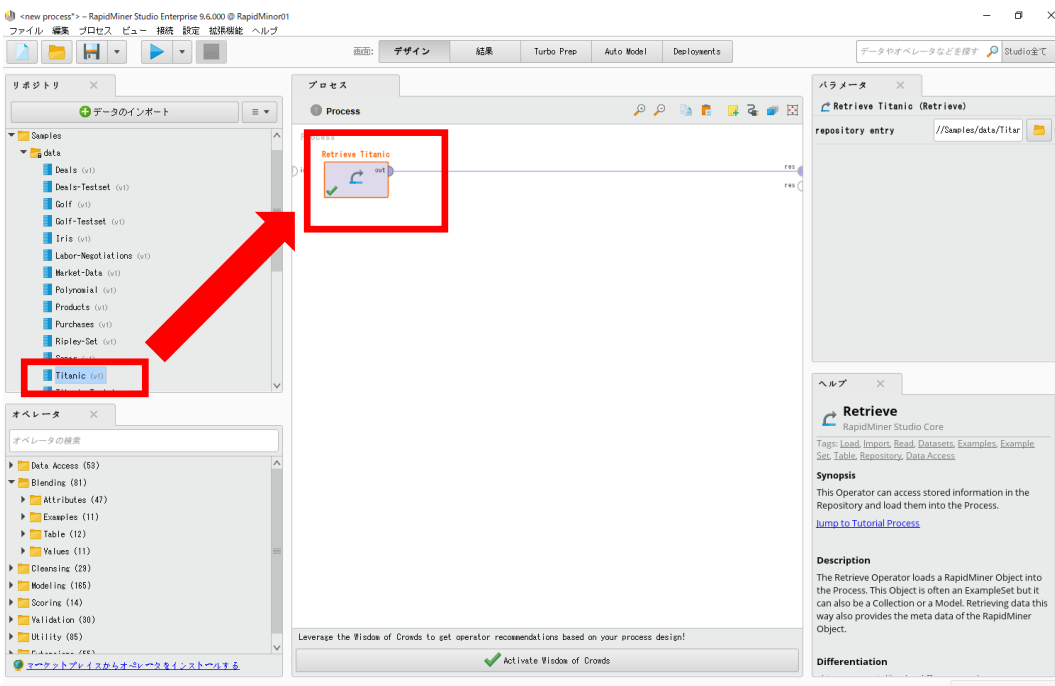 <new process*> – RapidMiner Studio Enterprise 9.6.000 @ RapidMinor01
ファイル 編集 プロセス ビュー 接続 設定 拡張機能 ヘルプ
画面: デザイン 結果 Turbo Prep Auto Model Deployments
データやオペレータなどを探す Studio全て
リポジトリ
データのインポート
Samples
data
Deals (v1)
Deals-Testset (v1)
Golf (v1)
Golf-Testset (v1)
Iris (v1)
Labor-Negotiations (v1)
Market-Data (v1)
Polynomial (v1)
Products (v1)
Purchases (v1)
Ripley-Set (v1)
Titanic (v1)
オペレータ
オペレータの検索
Data Access (53)
Blending (81)
Attributes (47)
Examples (11)
Table (12)
Values (11)
Cleansing (29)
Modeling (165)
Scoring (14)
Validation (30)
Utility (85)
マーケットプレイスからオペレータをインストールする
プロセス
Process
Process
Retrieve Titanic
out
res
res
Leverage the Wisdom of Crowds to get operator recommendations based on your process design!
Activate Wisdom of Crowds
パラメータ
Retrieve Titanic (Retrieve)
repository entry //Samples/data/Titar
ヘルプ
Retrieve
RapidMiner Studio Core
Tags: Load, Import, Read, Datasets, Examples, Example
Set, Table, Repository, Data Access
Synopsis
This Operator can access stored information in the
Repository and load them into the Process.
Jump to Tutorial Process
Description
The Retrieve Operator loads a RapidMiner Object into
the Process. This Object is often an ExampleSet but it
can also be a Collection or a Model. Retrieving data this
way also provides the meta data of the RapidMiner
Object.
Differentiation